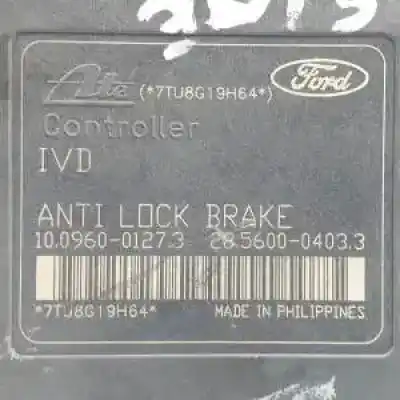 Ate (*7TU8G19H64*) Ford
Controller
IVD
ANTI LOCK BRAKE
10.0960-0127.3 28.5600-0403.3
*7TU8G19H64* MADE IN PHILIPPINES